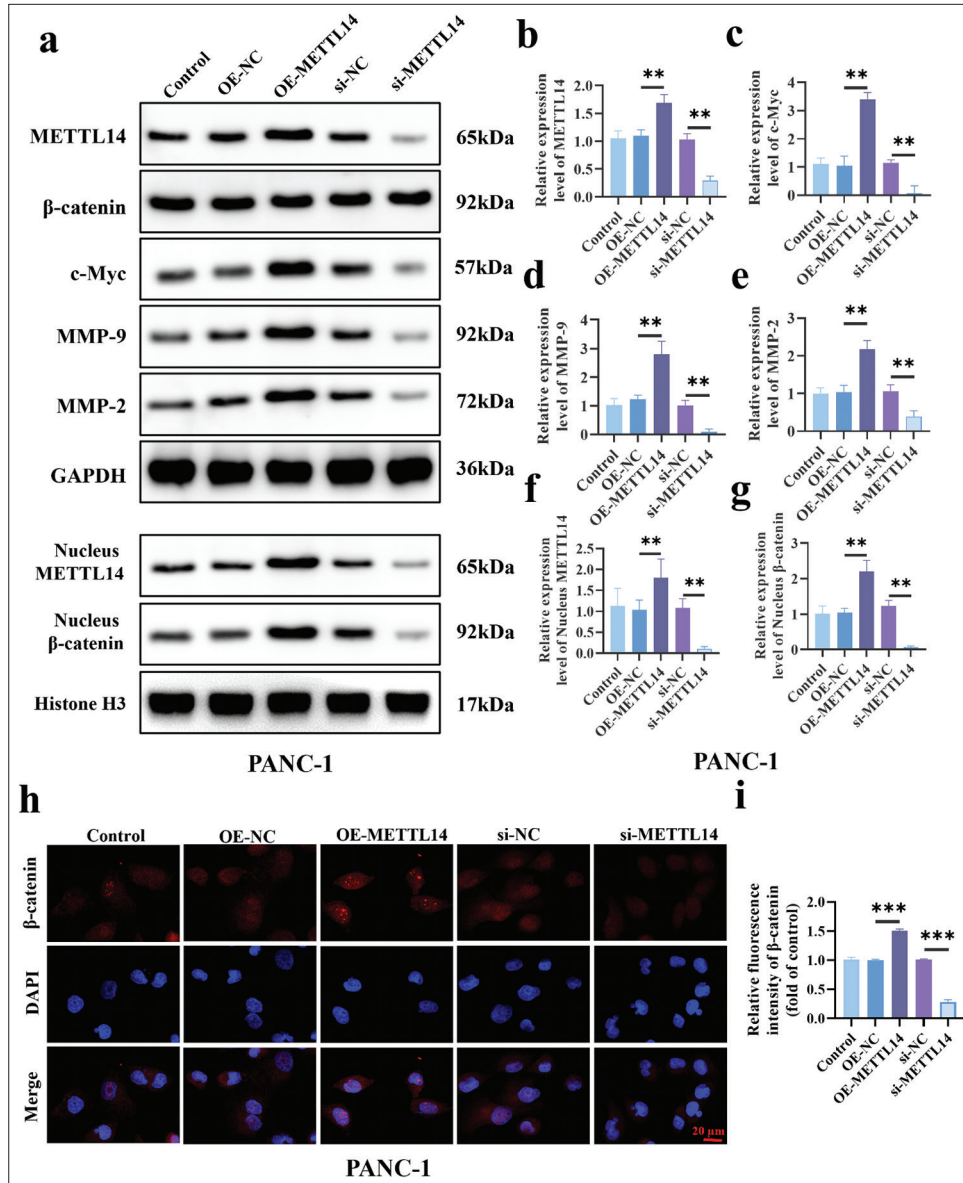 a
Control
OE-NC
OE-METTL14
si-NC
si-METTL14
METTL14
65kDa
β-catenin
92kDa
c-Myc
57kDa
MMP-9
92kDa
MMP-2
72kDa
GAPDH
36kDa
Nucleus
METTL14
65kDa
Nucleus
β-catenin
92kDa
Histone H3
17kDa
PANC-1
b
Relative expression
level of METTL14
2.0
1.5
1.0
0.5
0.0
**
**
Control
OE-NC
OE-METTL14
si-NC
si-METTL14
c
Relative expression
level of c-Myc
4
3
2
1
0
**
**
Control
OE-NC
OE-METTL14
si-NC
si-METTL14
d
Relative expression
level of MMP-9
4
3
2
1
0
**
**
Control
OE-NC
OE-METTL14
si-NC
si-METTL14
e
Relative expression
level of MMP-2
3
2
1
0
**
**
Control
OE-NC
OE-METTL14
si-NC
si-METTL14
f
Relative expression
level of Nucleus METTL14
2.5
2.0
1.5
1.0
0.5
0.0
**
**
Control
OE-NC
OE-METTL14
si-NC
si-METTL14
g
Relative expression
level of Nucleus β-catenin
3
2
1
0
**
**
Control
OE-NC
OE-METTL14
si-NC
si-METTL14
PANC-1
h
Control
OE-NC
OE-METTL14
si-NC
si-METTL14
β-catenin
DAPI
Merge
20 µm
PANC-1
i
Relative fluorescence
intensity of β-catenin
(fold of control)
2.0
1.5
1.0
0.5
0.0
***
***
Control
OE-NC
OE-METTL14
si-NC
si-METTL14